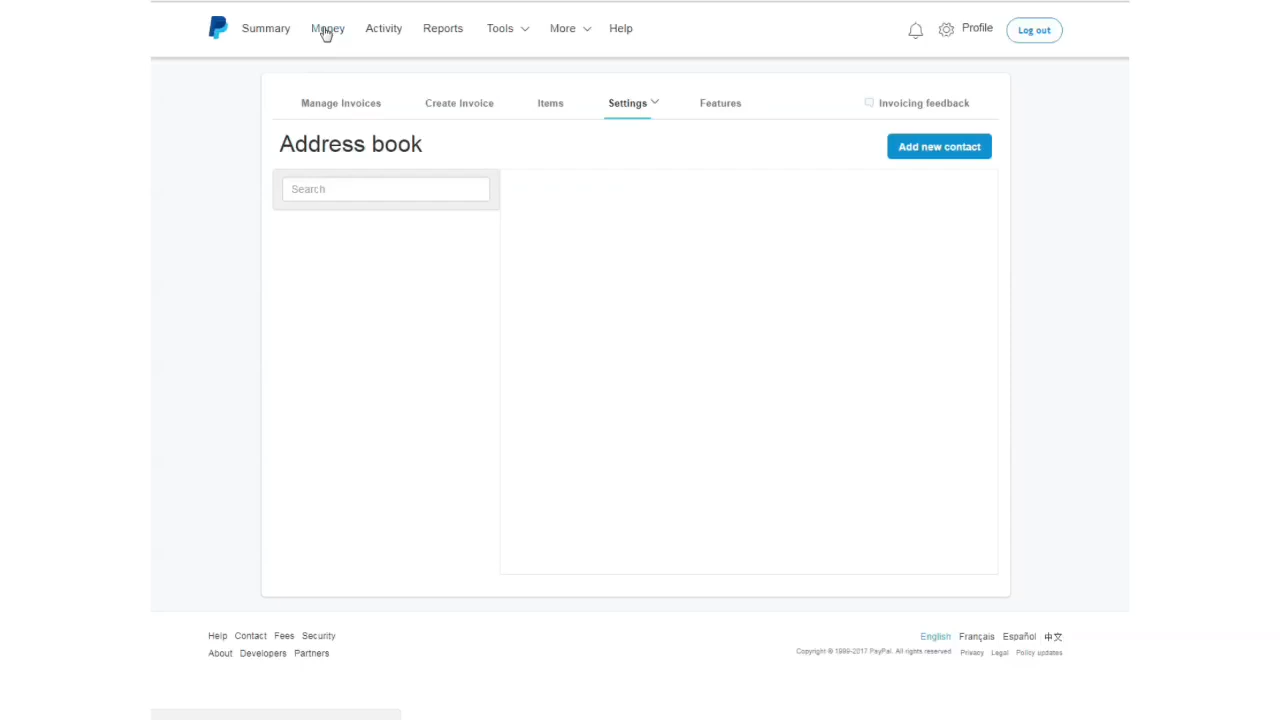 Summary Money Activity Reports Tools More Help Profile Log out
Manage Invoices Create Invoice Items Settings Features Invoicing feedback
Address book Add new contact
Search
Help Contact Fees Security English Français Español 中文
About Developers Partners Copyright © 1999-2017 PayPal. All rights reserved Privacy Legal Policy updates